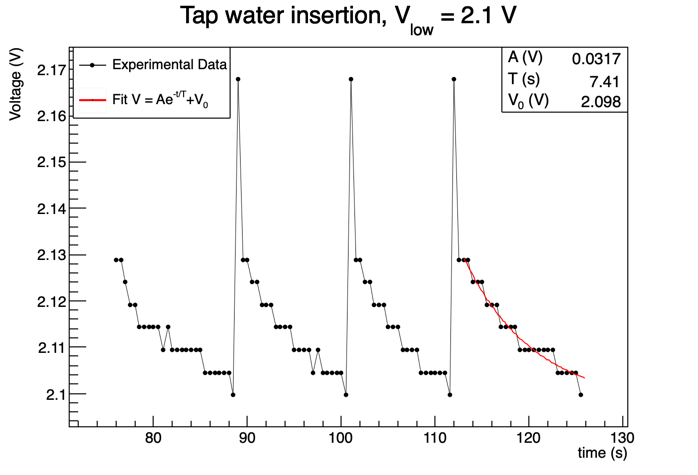 Tap water insertion, V_low = 2.1 V
Voltage (V)
Experimental Data
Fit V = Ae^-t/T+V_0
A (V) 0.0317
T (s) 7.41
V_0 (V) 2.098
2.17
2.16
2.15
2.14
2.13
2.12
2.11
2.1
80 90 100 110 120 130
time (s)